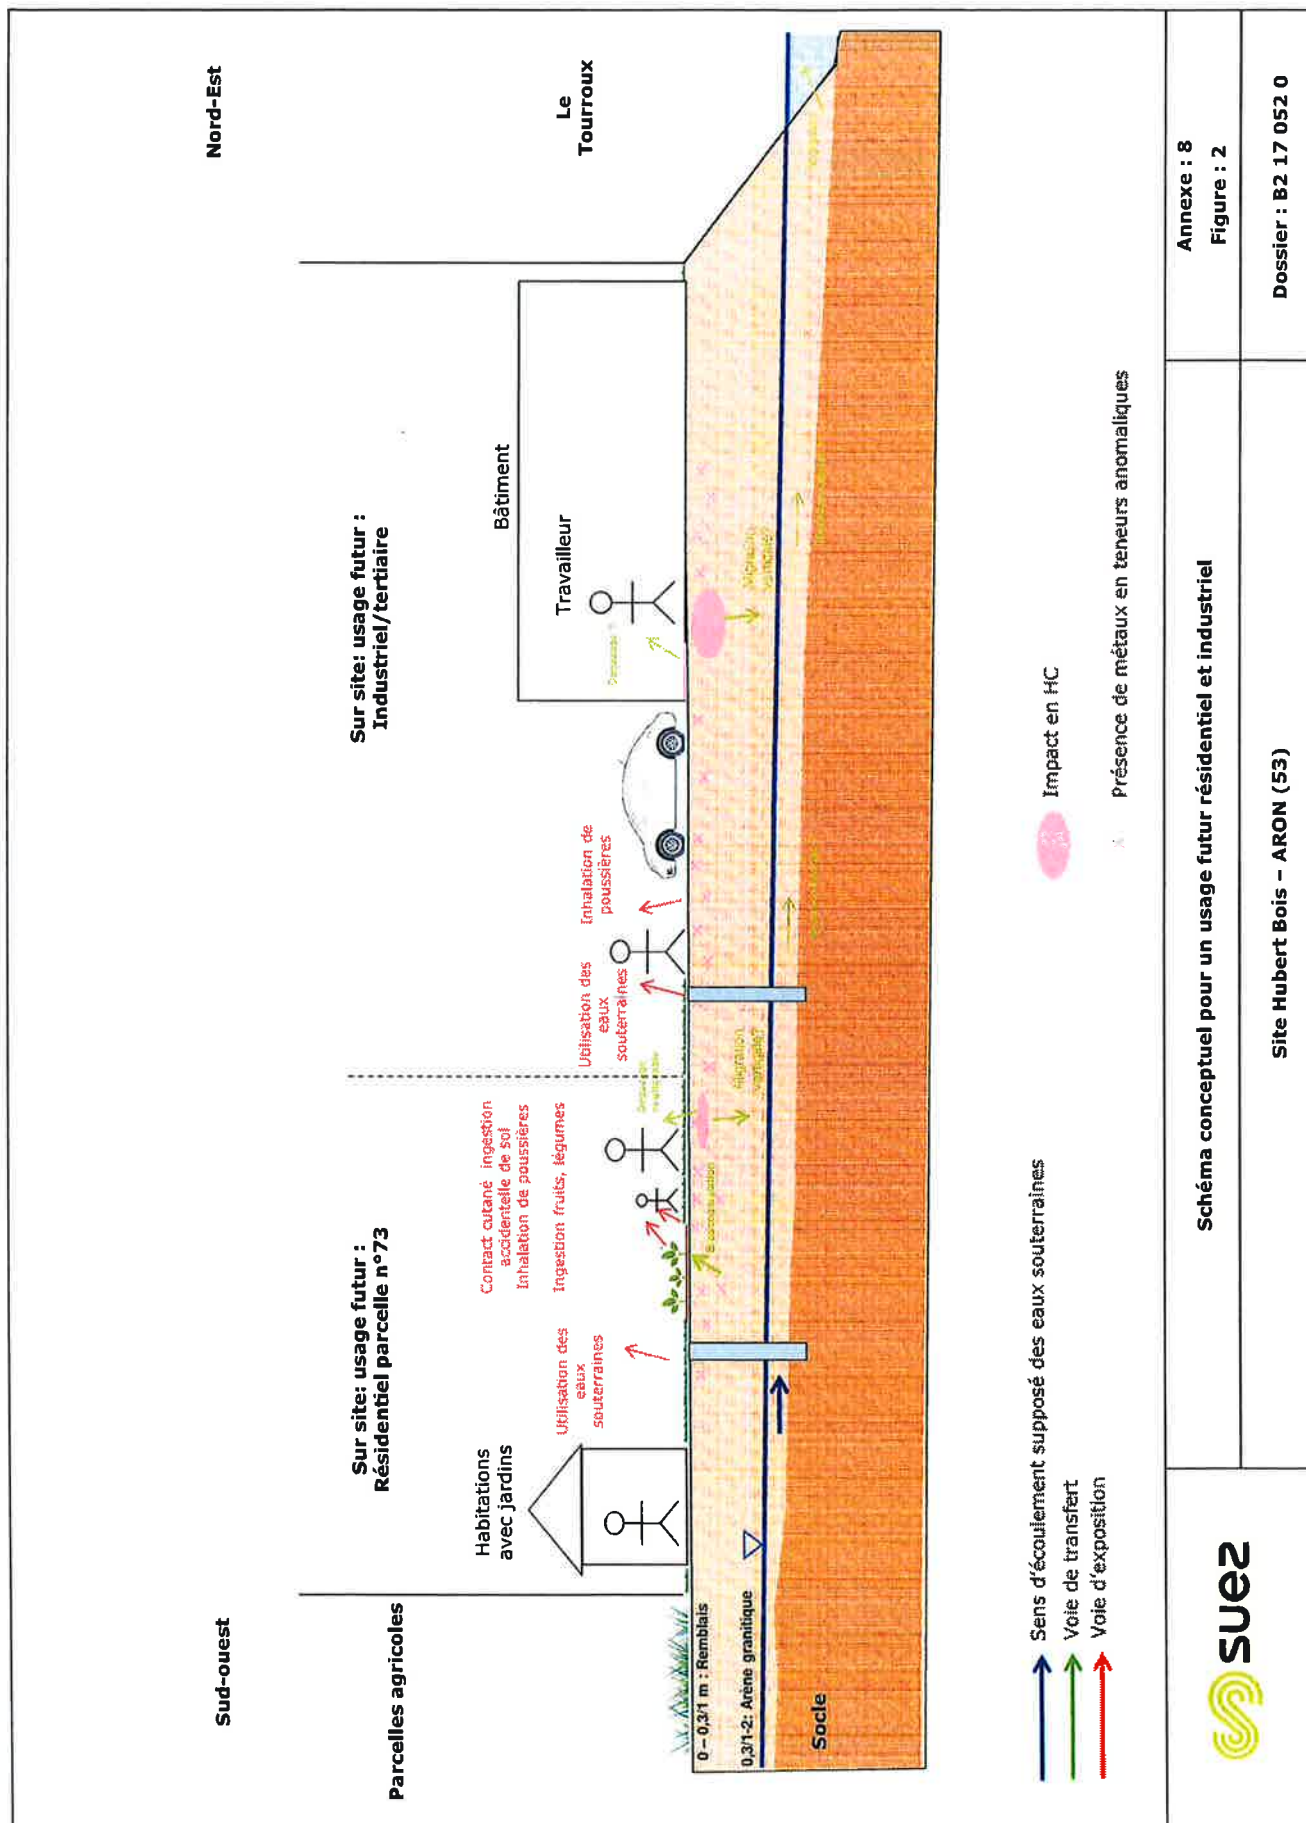 Sud-ouest
Nord-Est
Parcelles agricoles
Sur site: usage futur :
Résidentiel parcelle n°73
Sur site: usage futur :
Industriel/tertiaire
Le
Tourroux
Habitations
avec jardins
Utilisation des
eaux
souterraines
Contact cutané ingestion
accidentelle de sol
Inhalation de poussières
Ingestion fruits, légumes
Utilisation des
eaux
souterraines
Inhalation de
poussières
Bâtiment
Travailleur
Migration
verticale?
Migration
verticale?
0 – 0,3/1 m : Remblais
0,3/1-2: Arène granitique
Socle
Sens d'écoulement supposé des eaux souterraines
Voie de transfert
Voie d'exposition
Impact en HC
Présence de métaux en teneurs anomaliques
suez
Schéma conceptuel pour un usage futur résidentiel et industriel
Annexe : 8
Figure : 2
Site Hubert Bois – ARON (53)
Dossier : B2 17 052 0